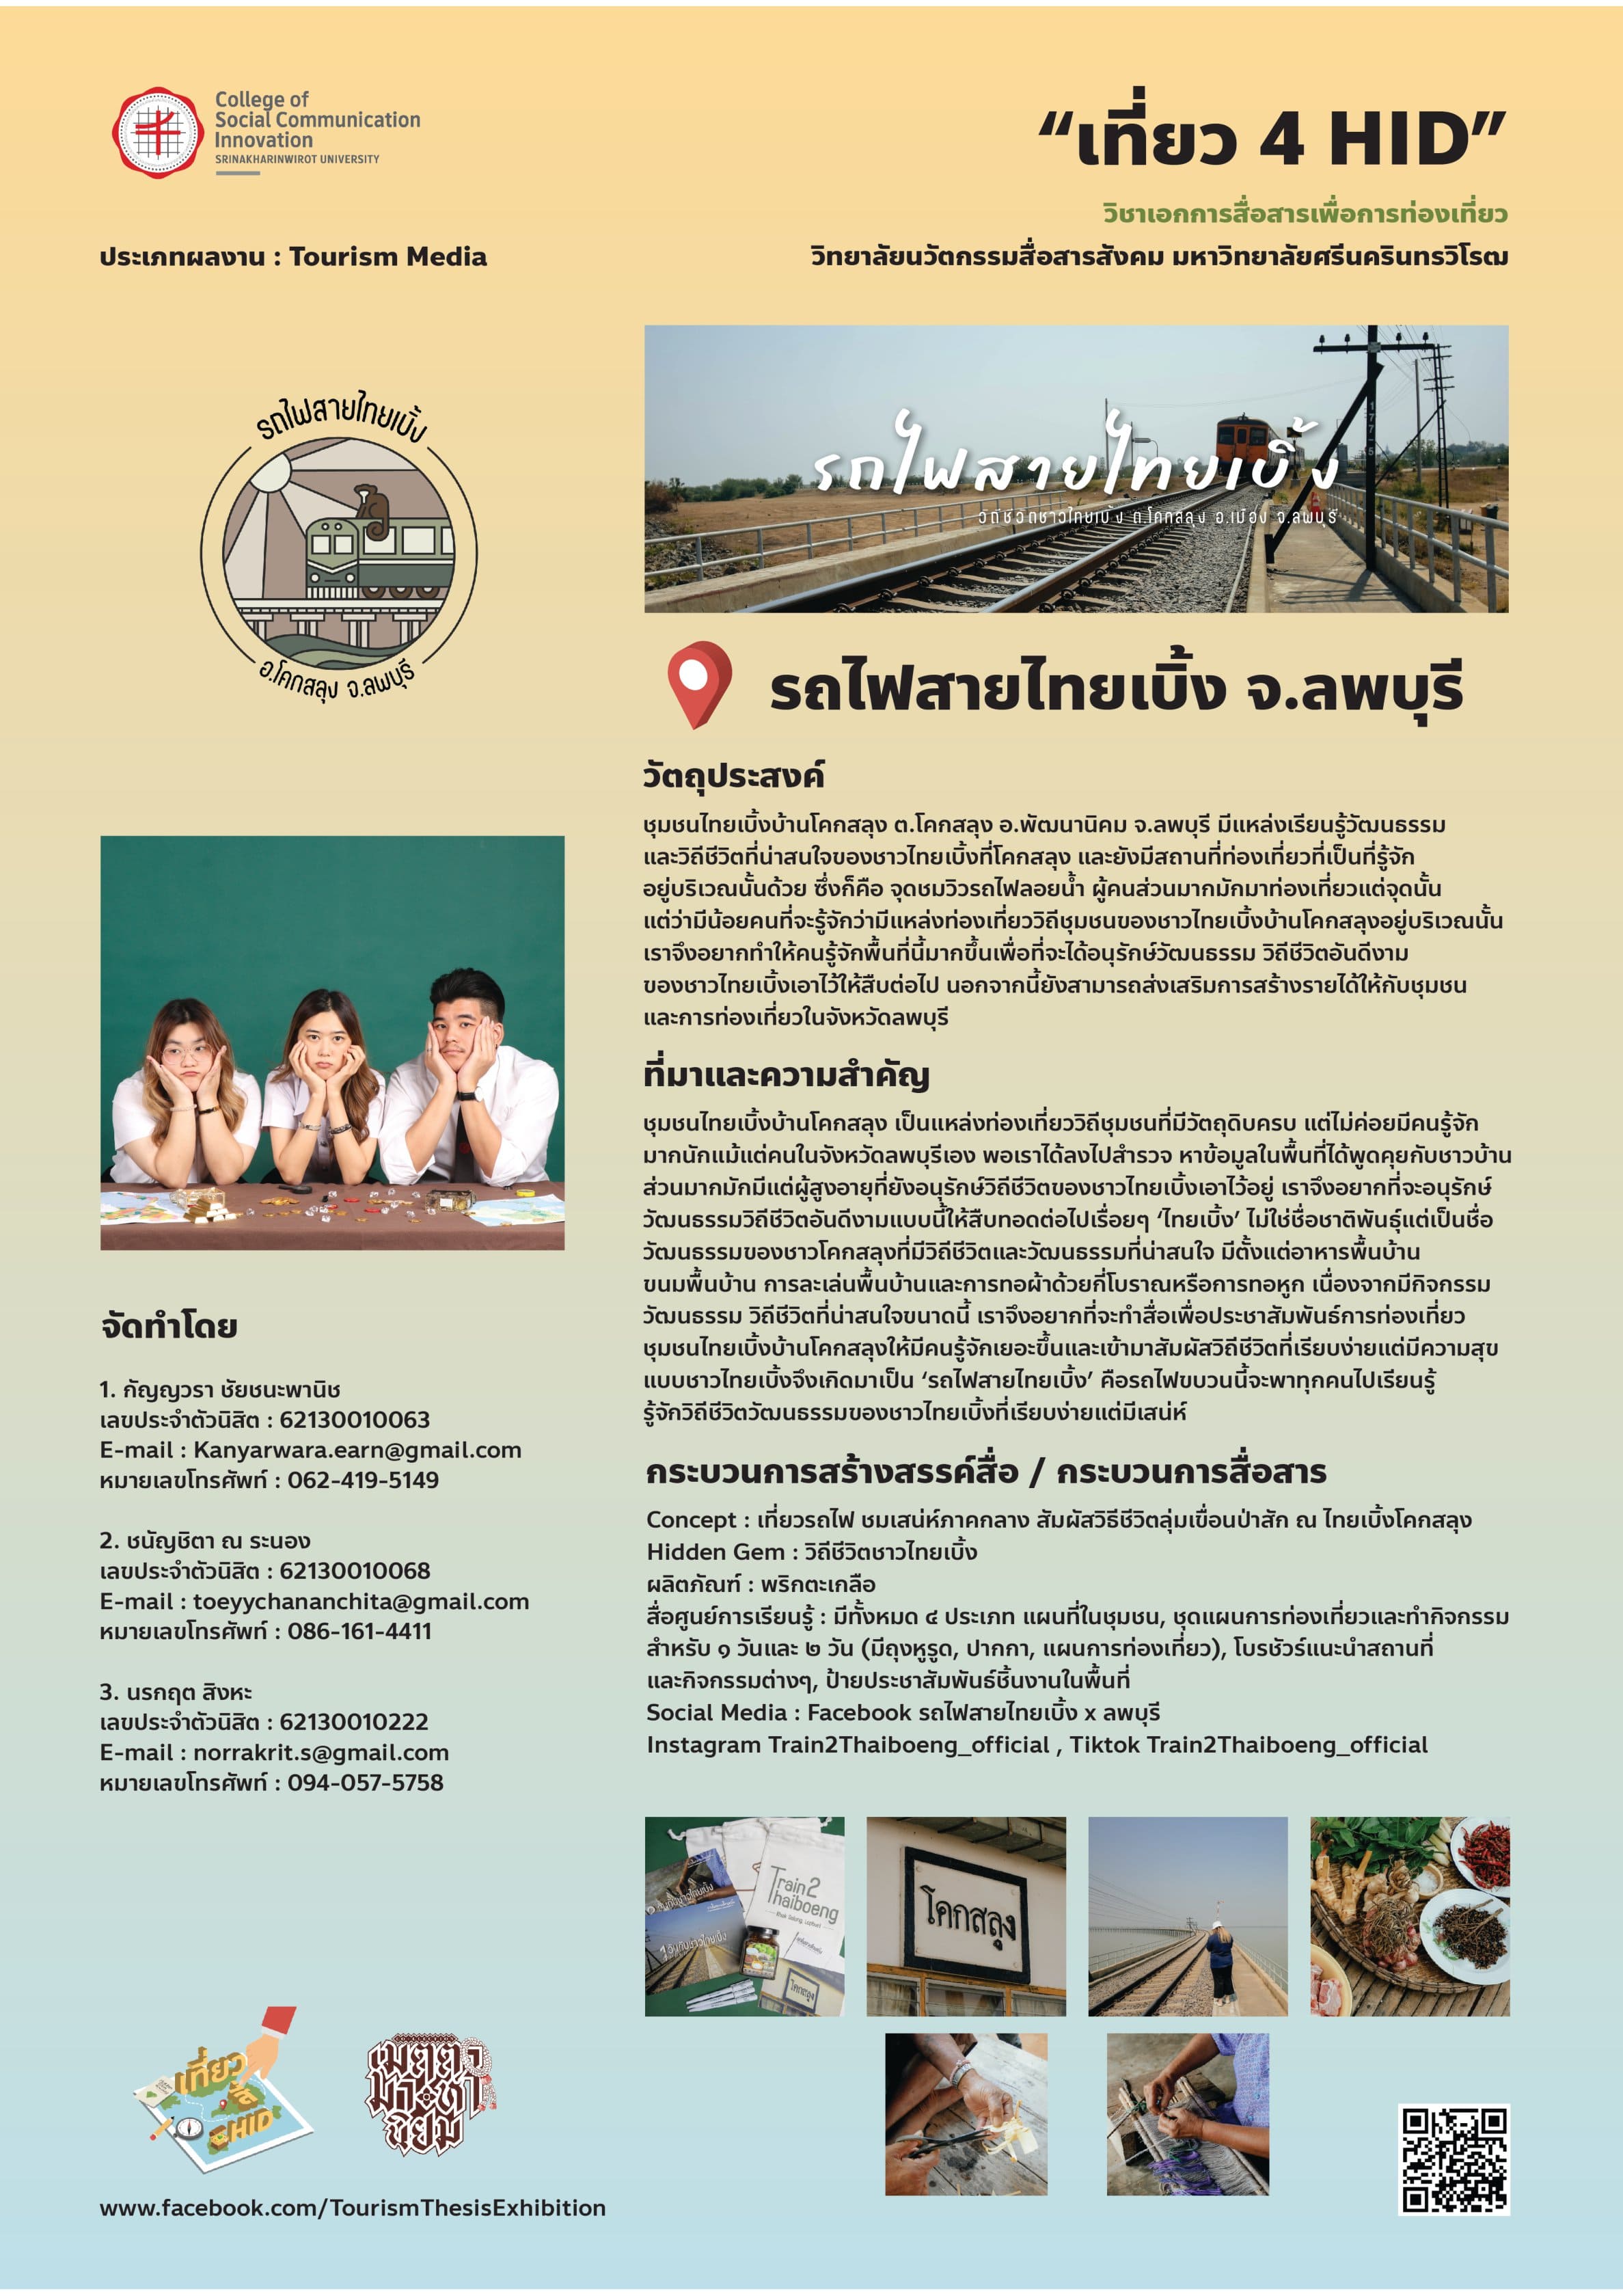 College of
Social Communication
Innovation
SRINAKHARINWIROT UNIVERSITY
“เที่ยว 4 HID”
วิชาเอกการสื่อสารเพื่อการท่องเที่ยว
ประเภทผลงาน : Tourism Media
วิทยาลัยนวัตกรรมสื่อสารสังคม มหาวิทยาลัยศรีนครินทรวิโรฒ
รถไฟสายไทยเบิ้ง
อ.โคกสลุง จ.ลพบุรี
รถไฟสายไทยเบิ้ง
วิถีชีวิตชาวไทยเบิ้ง ต.โคกสลุง อ.เมือง จ.ลพบุรี
รถไฟสายไทยเบิ้ง จ.ลพบุรี
วัตถุประสงค์
ชุมชนไทยเบิ้งบ้านโคกสลุง ต.โคกสลุง อ.พัฒนานิคม จ.ลพบุรี มีแหล่งเรียนรู้วัฒนธรรม
และวิถีชีวิตที่น่าสนใจของชาวไทยเบิ้งที่โคกสลุง และยังมีสถานที่ท่องเที่ยวที่เป็นที่รู้จัก
อยู่บริเวณนั้นด้วย ซึ่งก็คือ จุดชมวิวรถไฟลอยน้ำ ผู้คนส่วนมากมักมาท่องเที่ยวแต่จุดนั้น
แต่ว่ามีน้อยคนที่จะรู้จักว่ามีแหล่งท่องเที่ยววิถีชุมชนของชาวไทยเบิ้งบ้านโคกสลุงอยู่บริเวณนั้น
เราจึงอยากทำให้คนรู้จักพื้นที่นี้มากขึ้นเพื่อที่จะได้อนุรักษ์วัฒนธรรม วิถีชีวิตอันดีงาม
ของชาวไทยเบิ้งเอาไว้ให้สืบต่อไป นอกจากนี้ยังสามารถส่งเสริมการสร้างรายได้ให้กับชุมชน
และการท่องเที่ยวในจังหวัดลพบุรี
ที่มาและความสำคัญ
ชุมชนไทยเบิ้งบ้านโคกสลุง เป็นแหล่งท่องเที่ยววิถีชุมชนที่มีวัตถุดิบครบ แต่ไม่ค่อยมีคนรู้จัก
มากนักแม้แต่คนในจังหวัดลพบุรีเอง พอเราได้ลงไปสำรวจ หาข้อมูลในพื้นที่ได้พูดคุยกับชาวบ้าน
ส่วนมากมักมีแต่ผู้สูงอายุที่ยังอนุรักษ์วิถีชีวิตของชาวไทยเบิ้งเอาไว้อยู่ เราจึงอยากที่จะอนุรักษ์
วัฒนธรรมวิถีชีวิตอันดีงามแบบนี้ให้สืบทอดต่อไปเรื่อยๆ ‘ไทยเบิ้ง’ ไม่ใช่ชื่อชาติพันธุ์แต่เป็นชื่อ
วัฒนธรรมของชาวโคกสลุงที่มีวิถีชีวิตและวัฒนธรรมที่น่าสนใจ มีตั้งแต่อาหารพื้นบ้าน
ขนมพื้นบ้าน การละเล่นพื้นบ้านและการทอผ้าด้วยกี่โบราณหรือการทอหูก เนื่องจากมีกิจกรรม
วัฒนธรรม วิถีชีวิตที่น่าสนใจขนาดนี้ เราจึงอยากที่จะทำสื่อเพื่อประชาสัมพันธ์การท่องเที่ยว
ชุมชนไทยเบิ้งบ้านโคกสลุงให้มีคนรู้จักเยอะขึ้นและเข้ามาสัมผัสวิถีชีวิตที่เรียบง่ายแต่มีความสุข
แบบชาวไทยเบิ้งจึงเกิดมาเป็น ‘รถไฟสายไทยเบิ้ง’ คือรถไฟขบวนนี้จะพาทุกคนไปเรียนรู้
รู้จักวิถีชีวิตวัฒนธรรมของชาวไทยเบิ้งที่เรียบง่ายแต่มีเสน่ห์
จัดทำโดย
1. กัญญวรา ชัยชนะพานิช
เลขประจำตัวนิสิต : 62130010063
E-mail : Kanyarwara.earn@gmail.com
หมายเลขโทรศัพท์ : 062-419-5149
2. ชนัญชิตา ณ ระนอง
เลขประจำตัวนิสิต : 62130010068
E-mail : toeyychananchita@gmail.com
หมายเลขโทรศัพท์ : 086-161-4411
3. นรกฤต สิงหะ
เลขประจำตัวนิสิต : 62130010222
E-mail : norrakrit.s@gmail.com
หมายเลขโทรศัพท์ : 094-057-5758
กระบวนการสร้างสรรค์สื่อ / กระบวนการสื่อสาร
Concept : เที่ยวรถไฟ ชมเสน่ห์ภาคกลาง สัมผัสวิธีชีวิตลุ่มเขื่อนป่าสัก ณ ไทยเบิ้งโคกสลุง
Hidden Gem : วิถีชีวิตชาวไทยเบิ้ง
ผลิตภัณฑ์ : พริกตะเกลือ
สื่อศูนย์การเรียนรู้ : มีทั้งหมด ๔ ประเภท แผนที่ในชุมชน, ชุดแผนการท่องเที่ยวและทำกิจกรรม
สำหรับ ๑ วันและ ๒ วัน (มีถุงหูรูด, ปากกา, แผนการท่องเที่ยว), โบรชัวร์แนะนำสถานที่
และกิจกรรมต่างๆ, ป้ายประชาสัมพันธ์ชิ้นงานในพื้นที่
Social Media : Facebook รถไฟสายไทยเบิ้ง x ลพบุรี
Instagram Train2Thaiboeng_official , Tiktok Train2Thaiboeng_official
Train2
Thaiboeng
โคกสลุง
โคกสลุง
เที่ยว
สี่
HID
www.facebook.com/TourismThesisExhibition